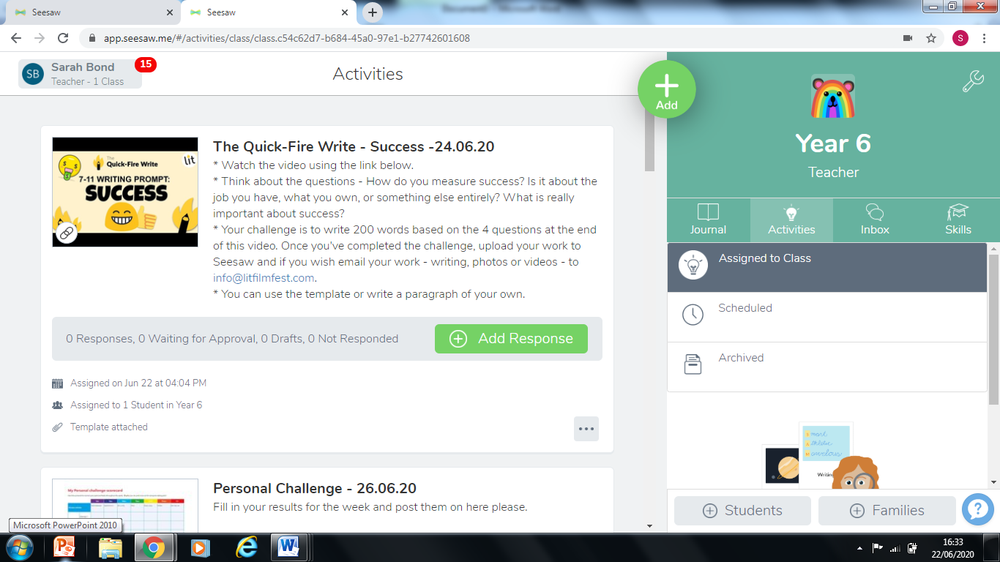 Seesaw
Seesaw
app.seesaw.me/#/activities/class/class.c54c62d7-b684-45a0-97e1-b27742601608
S
SB
Sarah Bond
15
Teacher - 1 Class
Activities
Add
The Quick-Fire Write - Success -24.06.20
* Watch the video using the link below.
* Think about the questions - How do you measure success? Is it about the
job you have, what you own, or something else entirely? What is really
important about success?
* Your challenge is to write 200 words based on the 4 questions at the end
of this video. Once you've completed the challenge, upload your work to
Seesaw and if you wish email your work - writing, photos or videos - to
info@litfilmfest.com.
* You can use the template or write a paragraph of your own.
The
Quick-Fire Write
lit
7-11 WRITING PROMPT:
SUCCESS
0 Responses, 0 Waiting for Approval, 0 Drafts, 0 Not Responded
Add Response
Assigned on Jun 22 at 04:04 PM
Assigned to 1 Student in Year 6
Template attached
Personal Challenge - 26.06.20
Fill in your results for the week and post them on here please.
My Personal challenge scorecard
Year 6
Teacher
Journal
Activities
Inbox
Skills
Assigned to Class
Scheduled
Archived
Writing
Students
Families
?
Microsoft PowerPoint 2010
16:33
22/06/2020